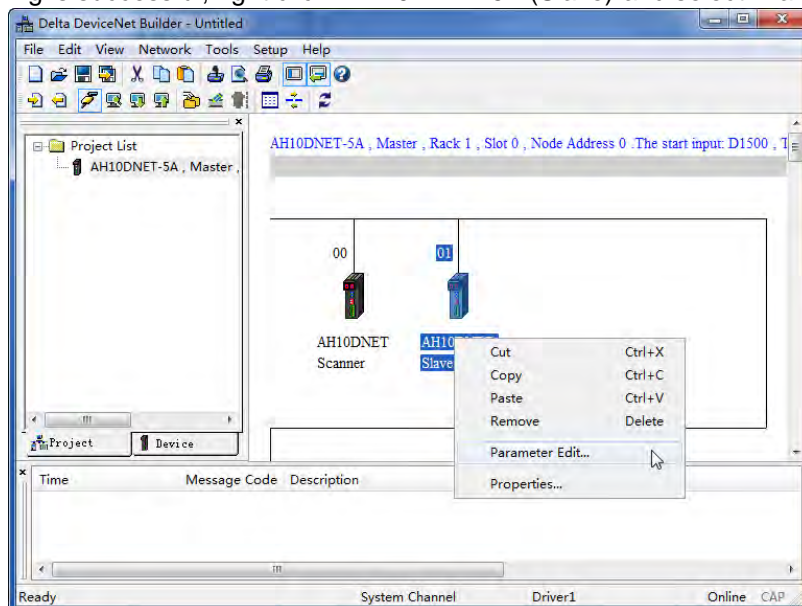 Delta DeviceNet Builder - Untitled
File Edit View Network Tools Setup Help
Project List
AH10DNET-5A , Master ,
AH10DNET-5A , Master , Rack 1 , Slot 0 , Node Address 0 .The start input: D1500 ,
00
01
AH10DNET
Scanner
Slave
Cut Ctrl+X
Copy Ctrl+C
Paste Ctrl+V
Remove Delete
Parameter Edit...
Properties...
Project Device
Time Message Code Description
Ready System Channel Driver1 Online CAP